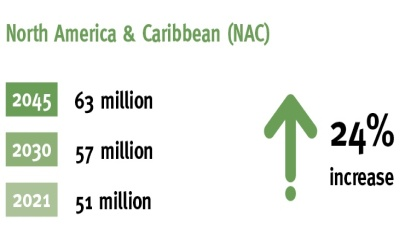 North America & Caribbean (NAC)
2045 63 million
2030 57 million
2021 51 million
24%
increase